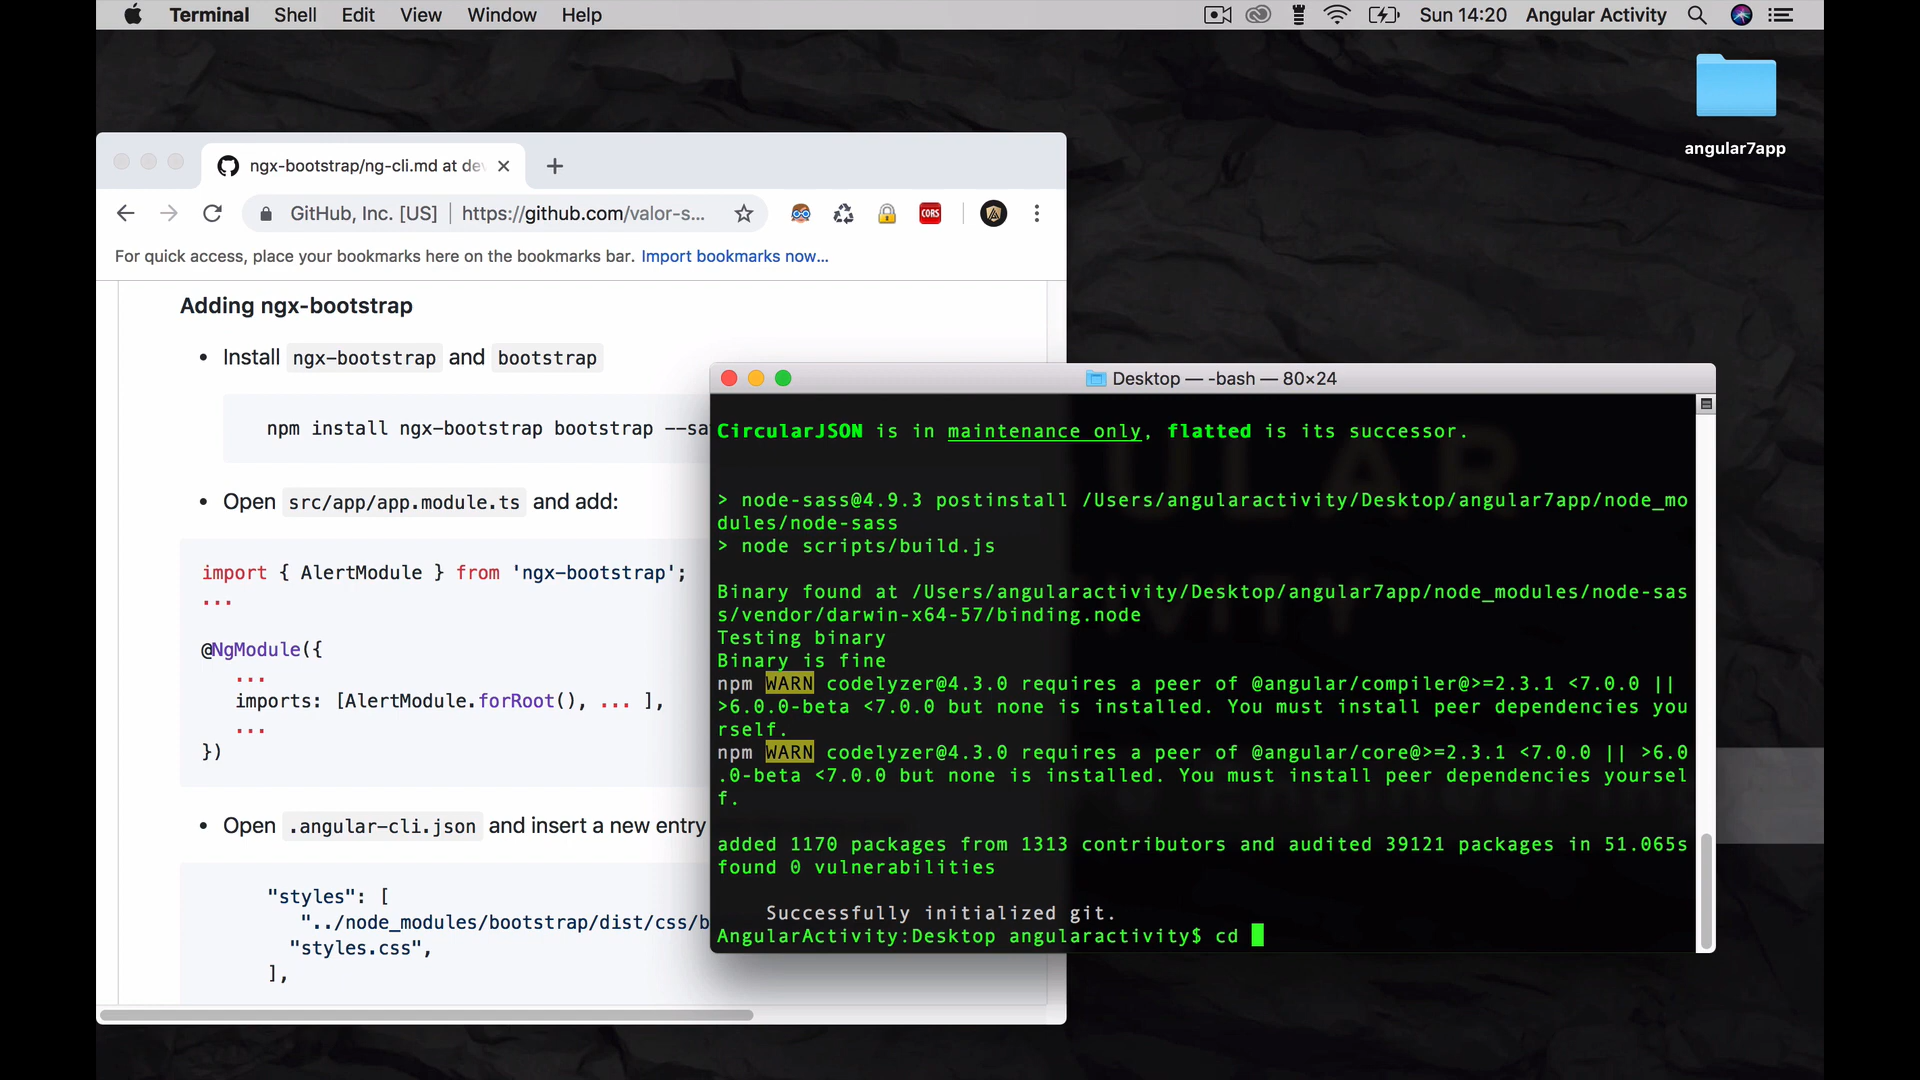 Terminal Shell Edit View Window Help Sun 14:20 Angular Activity
angular7app
ngx-bootstrap/ng-cli.md at de
GitHub, Inc. [US] | https://github.com/valor-s...
CORS
For quick access, place your bookmarks here on the bookmarks bar. Import bookmarks now...
Adding ngx-bootstrap
• Install ngx-bootstrap and bootstrap
npm install ngx-bootstrap bootstrap --sa
• Open src/app/app.module.ts and add:
import { AlertModule } from 'ngx-bootstrap';
...
@NgModule({
...
imports: [AlertModule.forRoot(), ... ],
...
})
• Open .angular-cli.json and insert a new entry
"styles": [
"../node_modules/bootstrap/dist/css/b
"styles.css",
],
Desktop — -bash — 80×24
CircularJSON is in maintenance only, flatted is its successor.
> node-sass@4.9.3 postinstall /Users/angularactivity/Desktop/angular7app/node_mo
dules/node-sass
> node scripts/build.js
Binary found at /Users/angularactivity/Desktop/angular7app/node_modules/node-sas
s/vendor/darwin-x64-57/binding.node
Testing binary
Binary is fine
npm WARN codelyzer@4.3.0 requires a peer of @angular/compiler@>=2.3.1 <7.0.0 ||
>6.0.0-beta <7.0.0 but none is installed. You must install peer dependencies you
rself.
npm WARN codelyzer@4.3.0 requires a peer of @angular/core@>=2.3.1 <7.0.0 || >6.0
.0-beta <7.0.0 but none is installed. You must install peer dependencies yoursel
f.
added 1170 packages from 1313 contributors and audited 39121 packages in 51.065s
found 0 vulnerabilities
Successfully initialized git.
AngularActivity:Desktop angularactivity$ cd